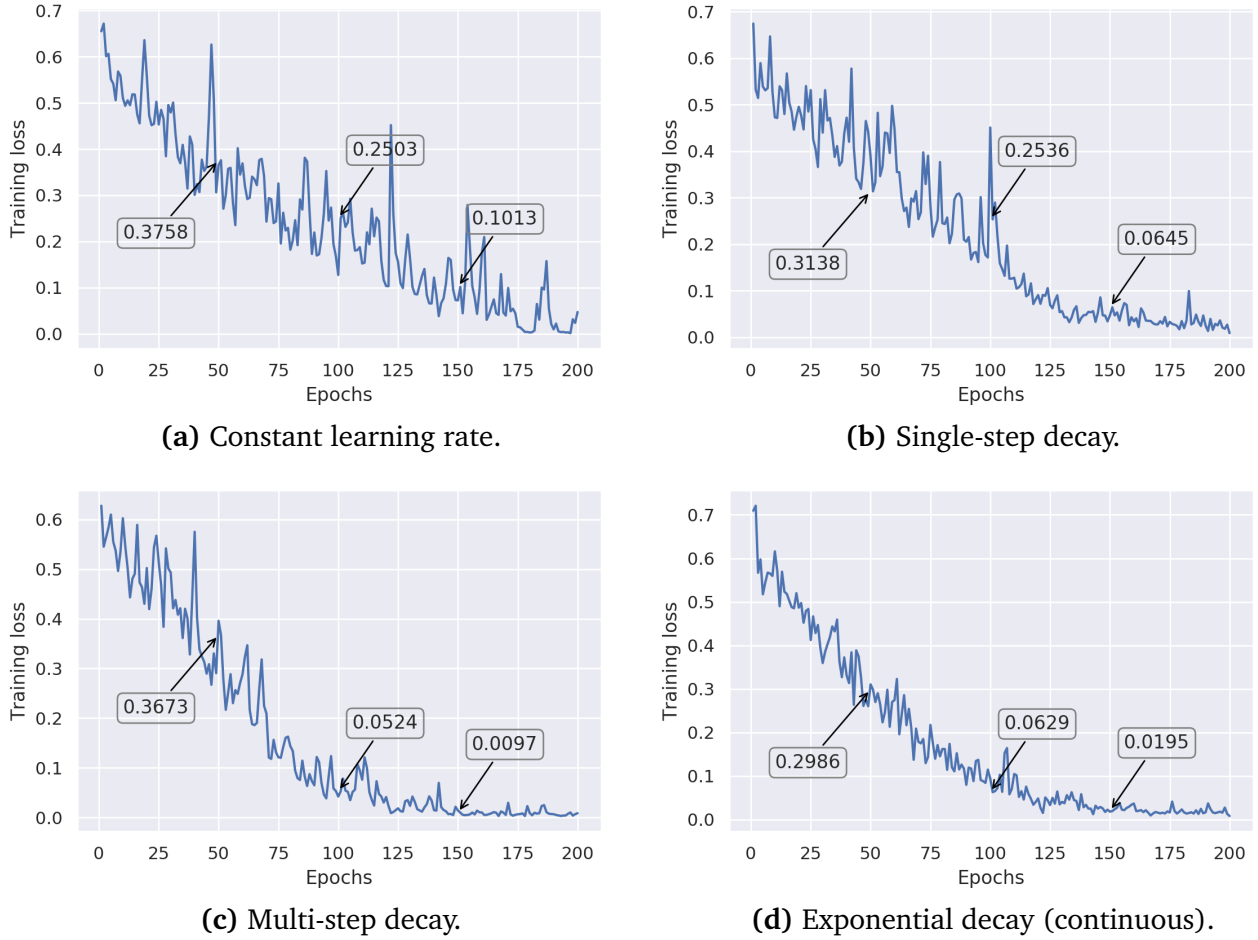 0.7
0.6
0.5
0.4
0.3
0.2
0.1
0.0
Training loss
0.3758
0.2503
0.1013
0 25 50 75 100 125 150 175 200
Epochs
(a) Constant learning rate.
0.7
0.6
0.5
0.4
0.3
0.2
0.1
0.0
Training loss
0.3138
0.2536
0.0645
0 25 50 75 100 125 150 175 200
Epochs
(b) Single-step decay.
0.6
0.5
0.4
0.3
0.2
0.1
0.0
Training loss
0.3673
0.0524
0.0097
0 25 50 75 100 125 150 175 200
Epochs
(c) Multi-step decay.
0.7
0.6
0.5
0.4
0.3
0.2
0.1
0.0
Training loss
0.2986
0.0629
0.0195
0 25 50 75 100 125 150 175 200
Epochs
(d) Exponential decay (continuous).